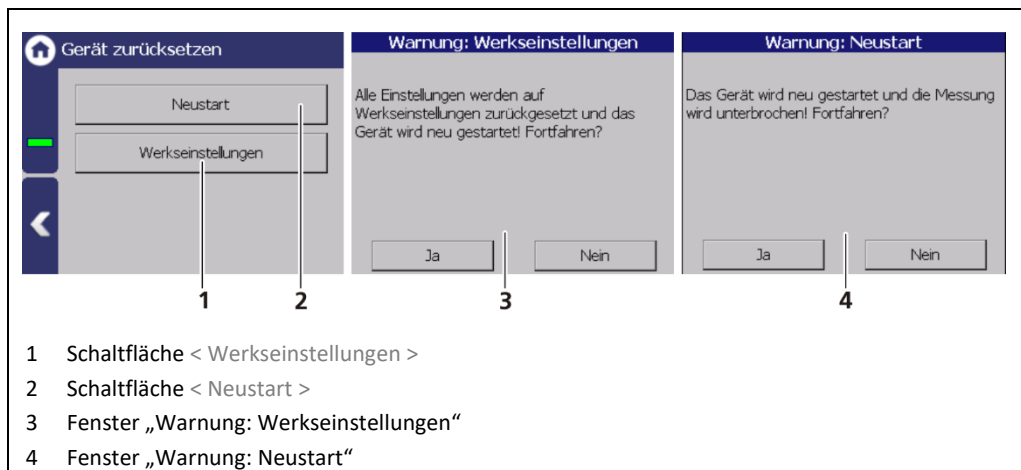 Gerät zurücksetzen
Neustart
Werkseinstellungen
Warnung: Werkseinstellungen
Alle Einstellungen werden auf
Werkseinstellungen zurückgesetzt und das
Gerät wird neu gestartet! Fortfahren?
Ja
Nein
Warnung: Neustart
Das Gerät wird neu gestartet und die Messung
wird unterbrochen! Fortfahren?
Ja
Nein
1
2
3
4
1 Schaltfläche < Werkseinstellungen >
2 Schaltfläche < Neustart >
3 Fenster „Warnung: Werkseinstellungen“
4 Fenster „Warnung: Neustart“